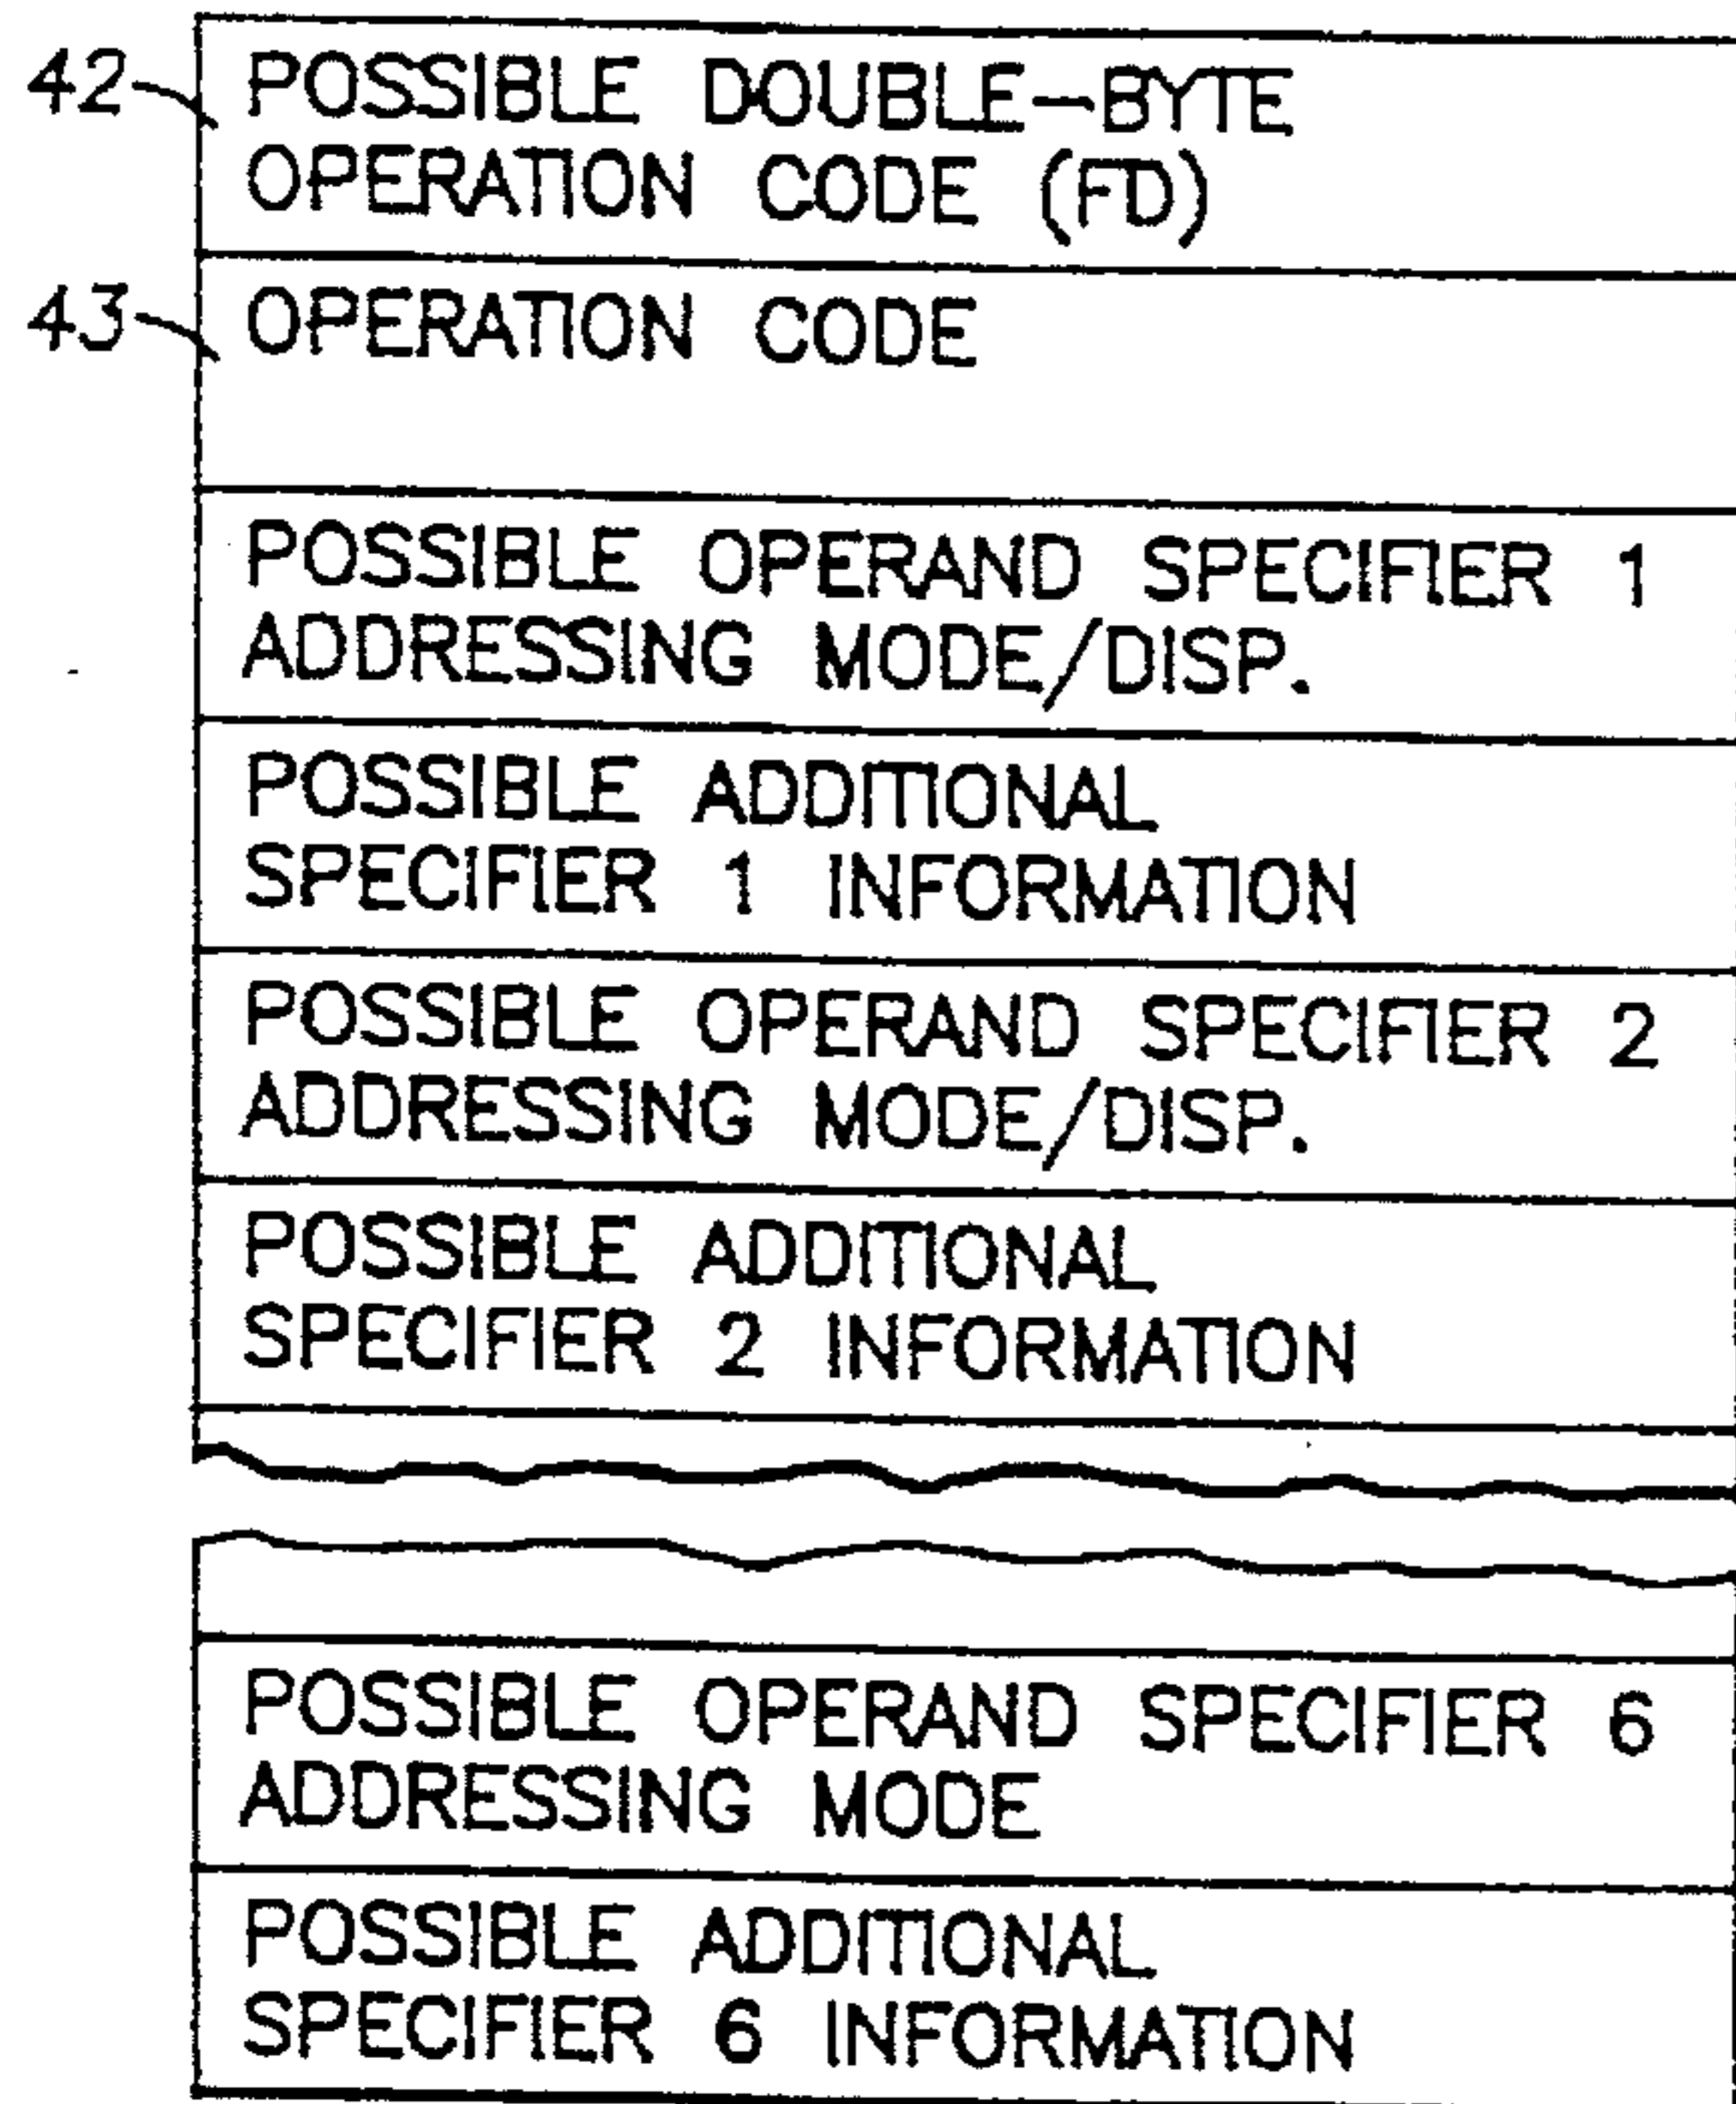 42
POSSIBLE DOUBLE-BYTE
OPERATION CODE (FD)
43
OPERATION CODE
POSSIBLE OPERAND SPECIFIER 1
ADDRESSING MODE/DISP.
POSSIBLE ADDITIONAL
SPECIFIER 1 INFORMATION
POSSIBLE OPERAND SPECIFIER 2
ADDRESSING MODE/DISP.
POSSIBLE ADDITIONAL
SPECIFIER 2 INFORMATION
POSSIBLE OPERAND SPECIFIER 6
ADDRESSING MODE
POSSIBLE ADDITIONAL
SPECIFIER 6 INFORMATION